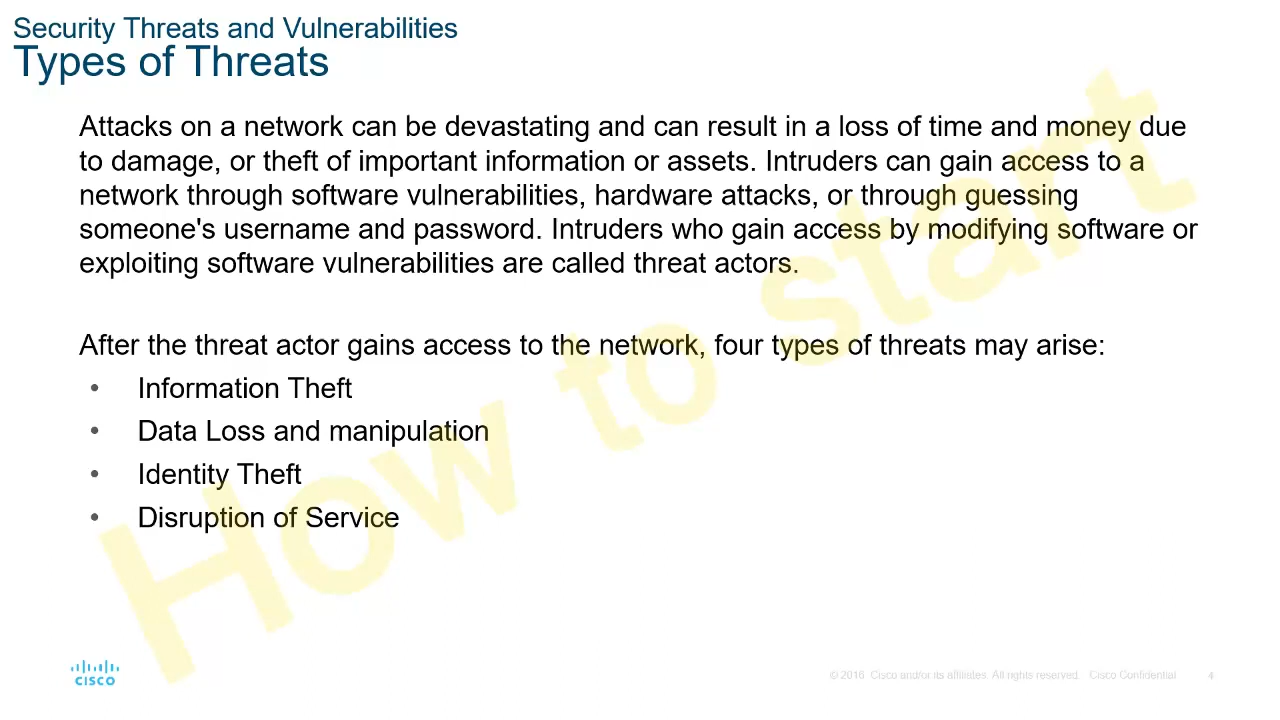 Security Threats and Vulnerabilities
Types of Threats
Attacks on a network can be devastating and can result in a loss of time and money due
to damage, or theft of important information or assets. Intruders can gain access to a
network through software vulnerabilities, hardware attacks, or through guessing
someone's username and password. Intruders who gain access by modifying software or
exploiting software vulnerabilities are called threat actors.
After the threat actor gains access to the network, four types of threats may arise:
• Information Theft
• Data Loss and manipulation
• Identity Theft
• Disruption of Service
How to start
CISCO
© 2016 Cisco and/or its affiliates. All rights reserved. Cisco Confidential
4